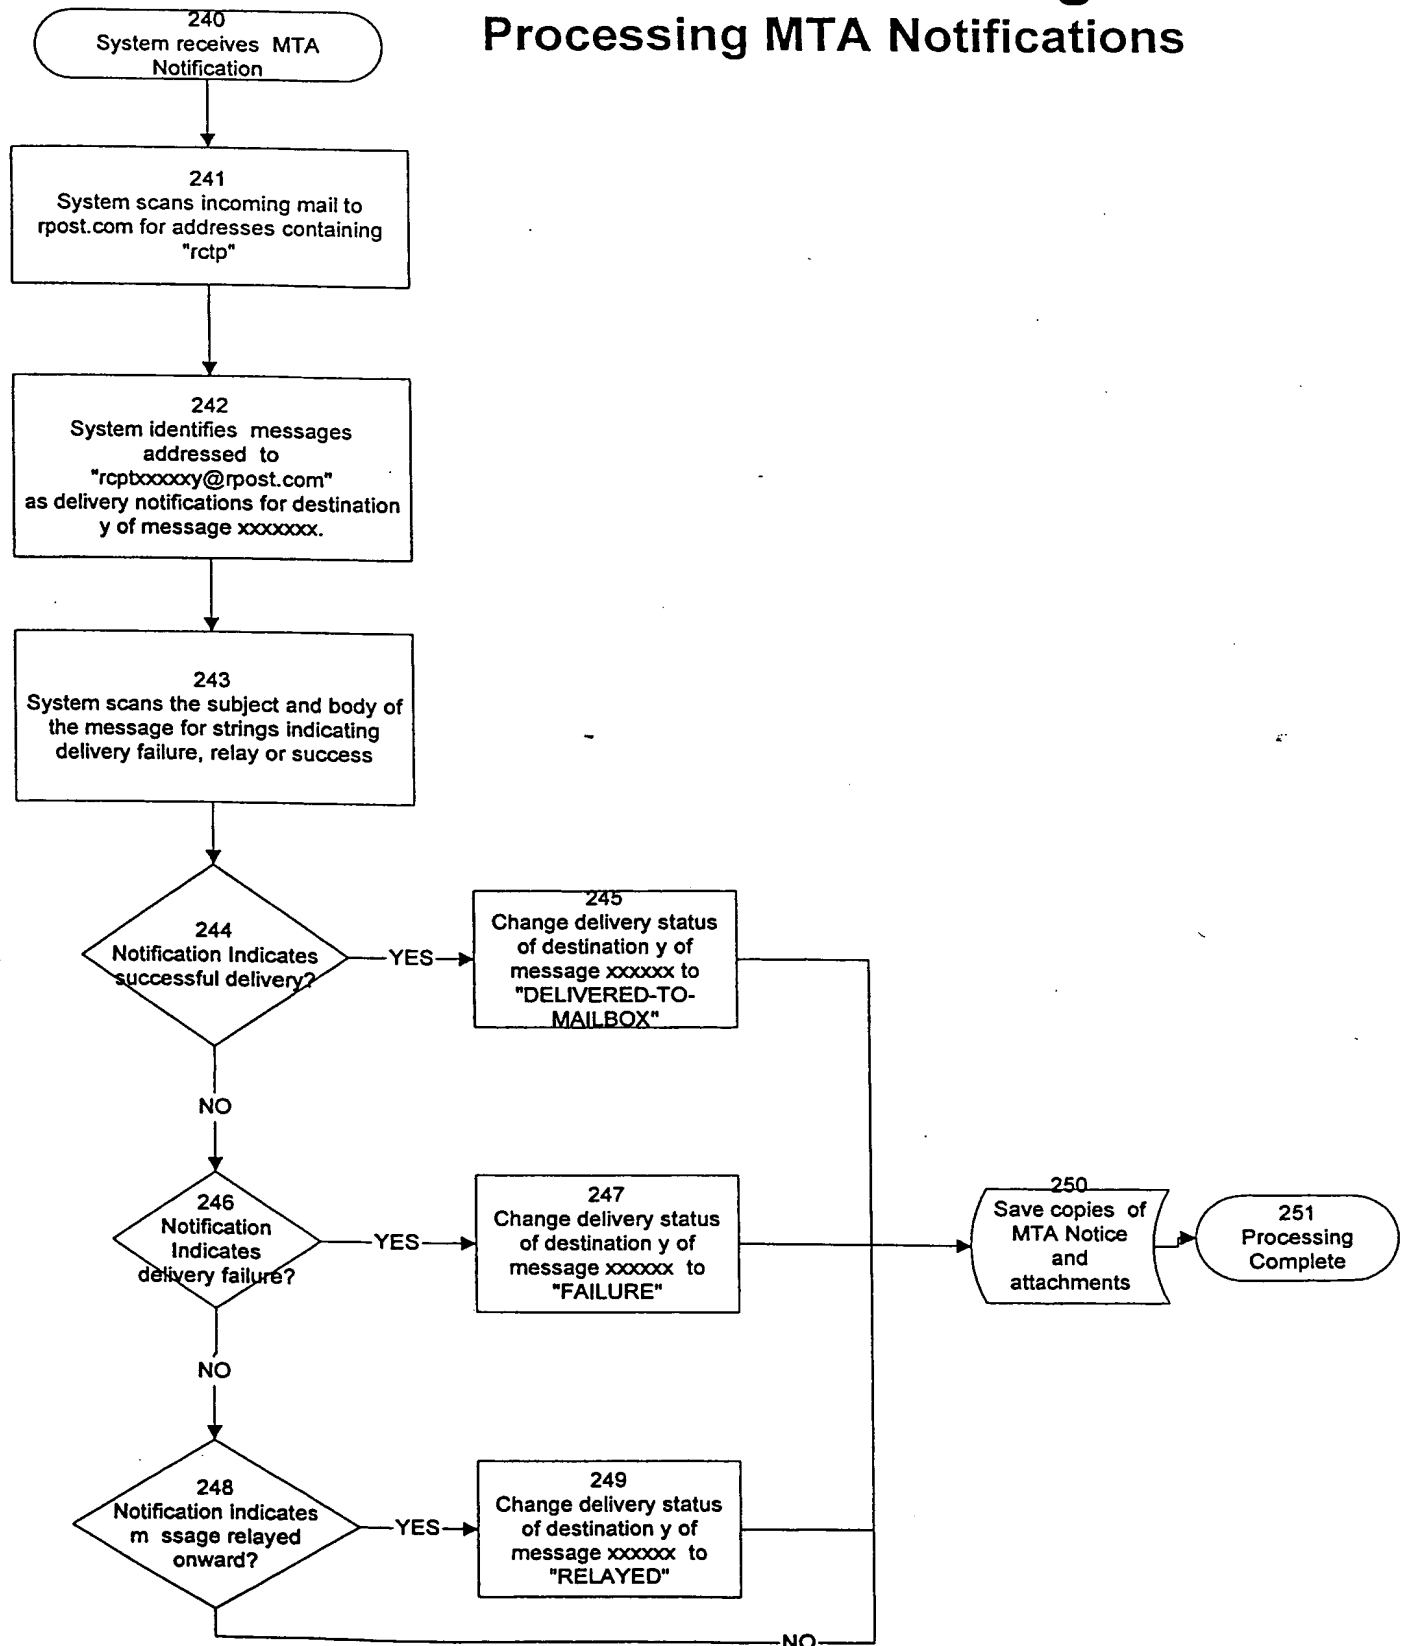 Processing MTA Notifications
240
System receives MTA
Notification
241
System scans incoming mail to
rpost.com for addresses containing
"rctp"
242
System identifies messages
addressed to
"rcptxxxxxy@rpost.com"
as delivery notifications for destination
y of message xxxxxxx.
243
System scans the subject and body of
the message for strings indicating
delivery failure, relay or success
244
Notification Indicates
successful delivery?
YES
245
Change delivery status
of destination y of
message xxxxxx to
"DELIVERED-TO-
MAILBOX"
NO
246
Notification
Indicates
delivery failure?
YES
247
Change delivery status
of destination y of
message xxxxxx to
"FAILURE"
250
Save copies of
MTA Notice
and
attachments
251
Processing
Complete
NO
248
Notification indicates
m ssage relayed
onward?
YES
249
Change delivery status
of destination y of
message xxxxxx to
"RELAYED"
NO